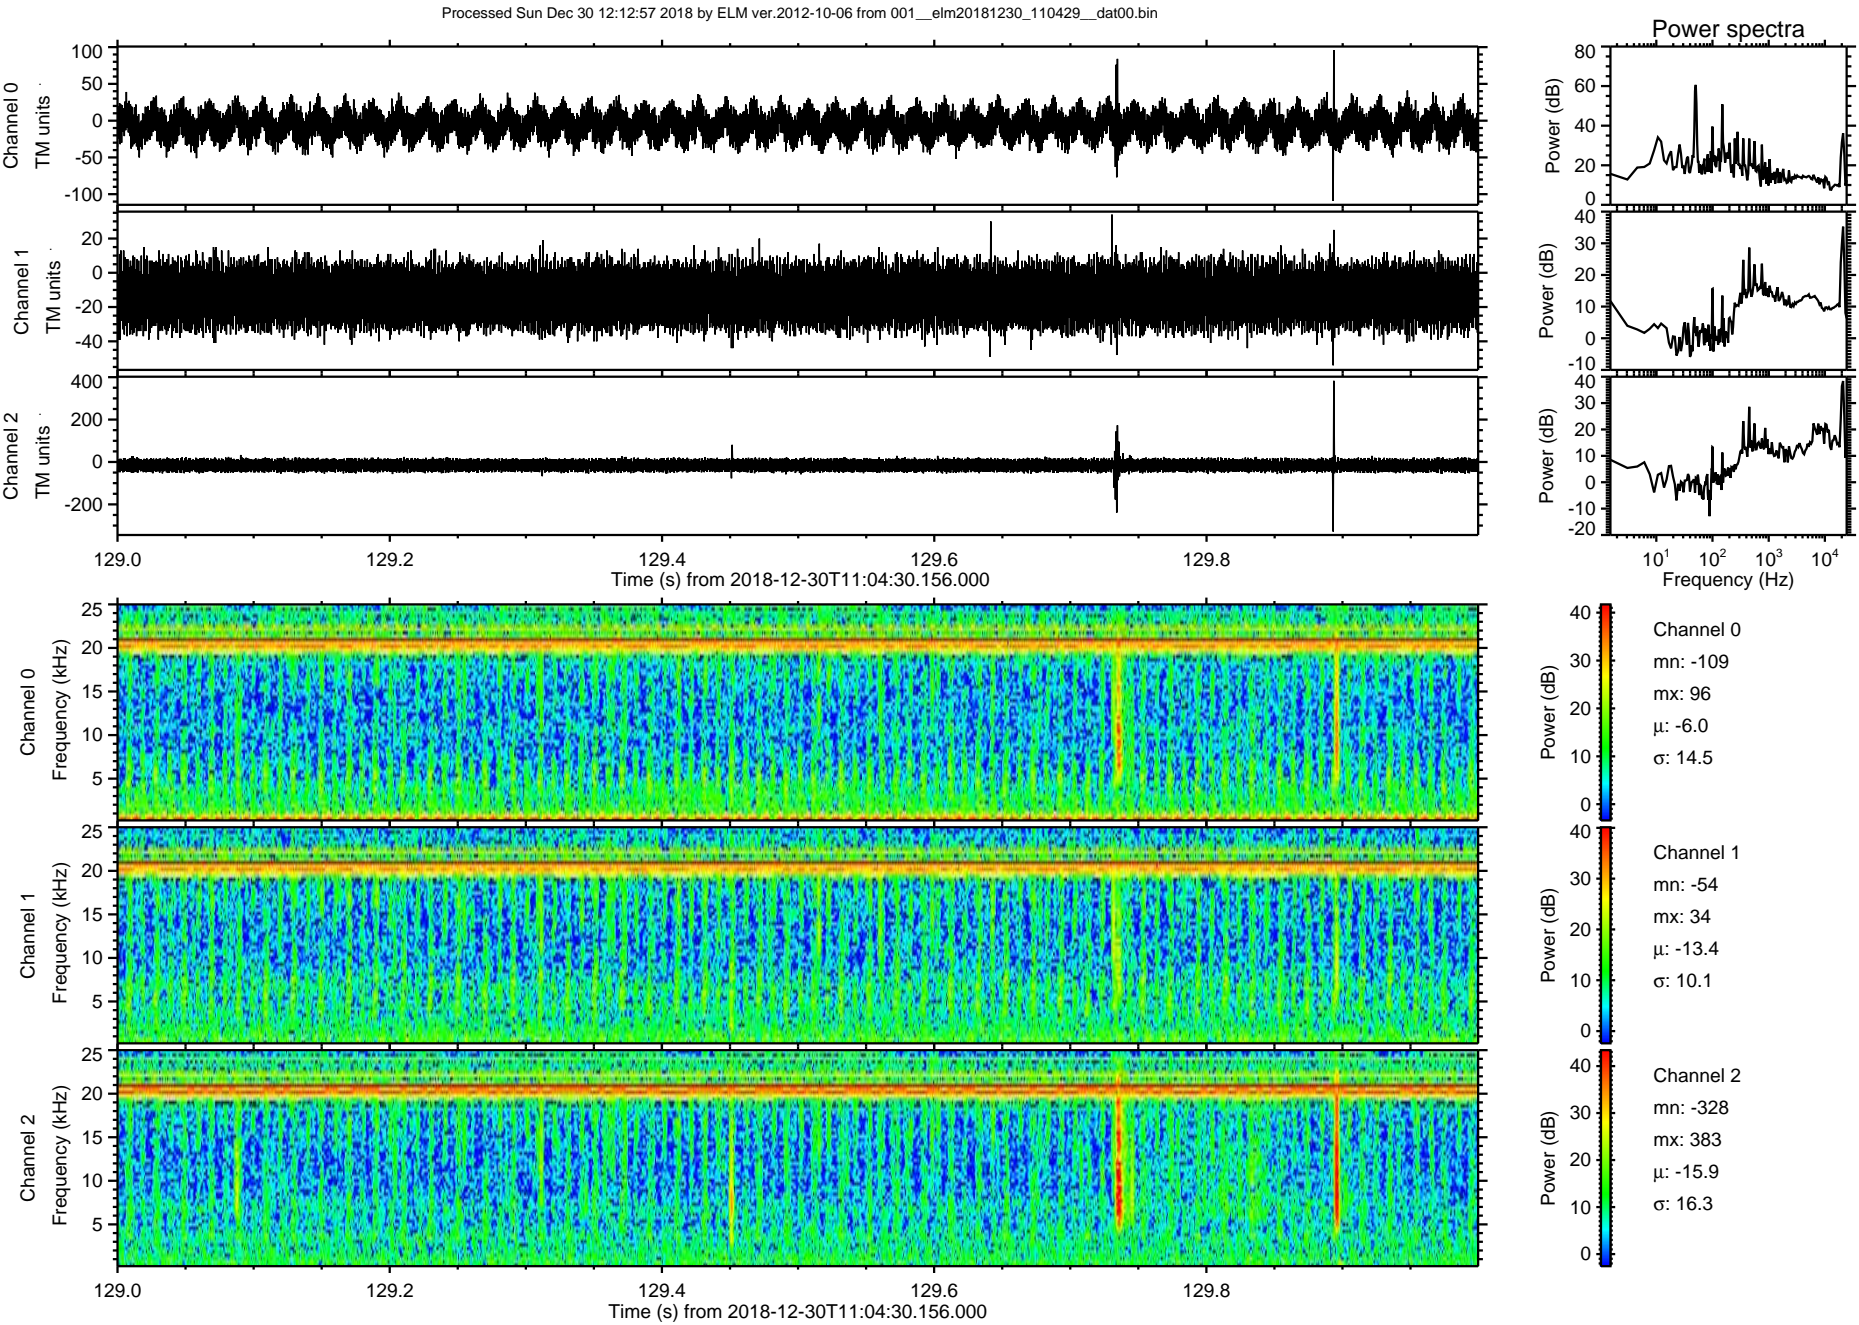 Processed Sun Dec 30 12:12:57 2018 by ELM ver.2012-10-06 from 001__elm20181230_110429__dat00.bin
Power spectra
Channel 0
TM units
100
50
0
-50
-100
Power (dB)
80
60
40
20
0
Channel 1
TM units
20
0
-20
-40
Power (dB)
40
30
20
10
0
-10
Channel 2
TM units
400
200
0
-200
Power (dB)
40
30
20
10
0
-10
-20
129.0 129.2 129.4 129.6 129.8
Time (s) from 2018-12-30T11:04:30.156.000
10^1 10^2 10^3 10^4
Frequency (Hz)
Channel 0
Frequency (kHz)
25
20
15
10
5
Power (dB)
40
30
20
10
0
Channel 0
mn: -109
mx: 96
μ: -6.0
σ: 14.5
Channel 1
Frequency (kHz)
25
20
15
10
5
Power (dB)
40
30
20
10
0
Channel 1
mn: -54
mx: 34
μ: -13.4
σ: 10.1
Channel 2
Frequency (kHz)
25
20
15
10
5
Power (dB)
40
30
20
10
0
Channel 2
mn: -328
mx: 383
μ: -15.9
σ: 16.3
129.0 129.2 129.4 129.6 129.8
Time (s) from 2018-12-30T11:04:30.156.000